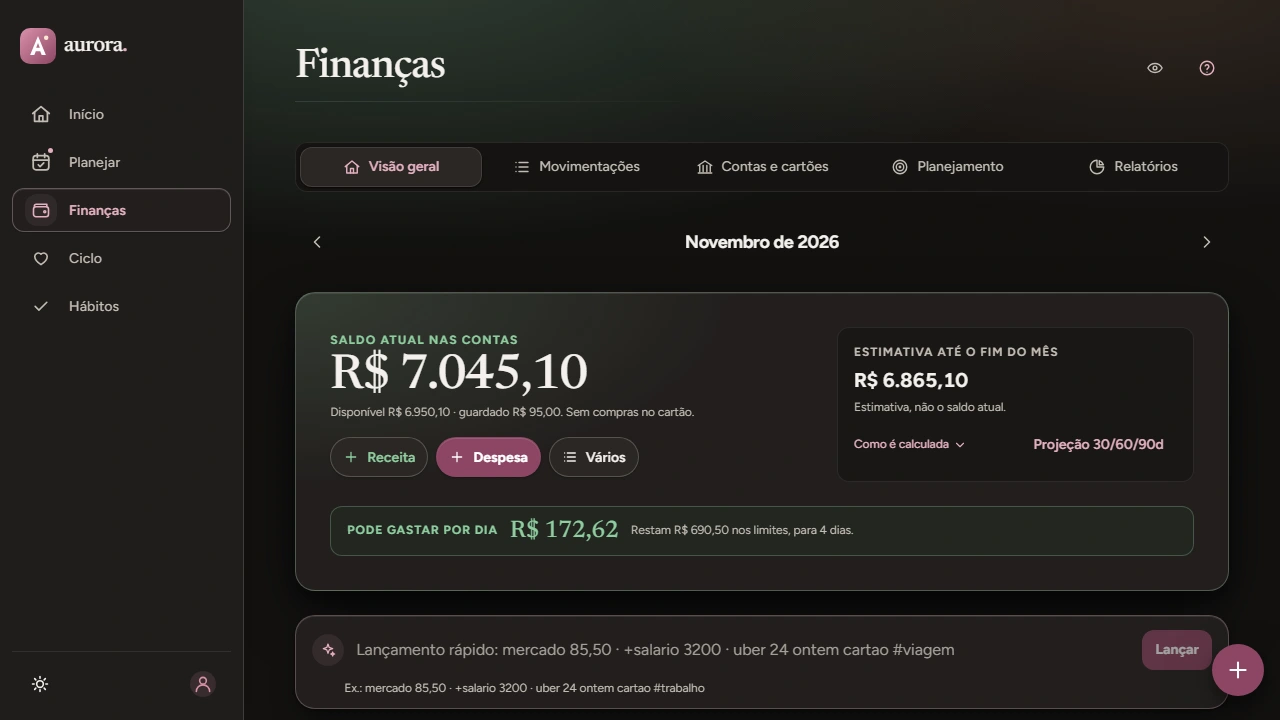 aurora.
Início
Planejar
Finanças
Ciclo
Hábitos
Finanças
Visão geral
Movimentações
Contas e cartões
Planejamento
Relatórios
Novembro de 2026
SALDO ATUAL NAS CONTAS
R$ 7.045,10
Disponível R$ 6.950,10 · guardado R$ 95,00. Sem compras no cartão.
+ Receita
+ Despesa
Vários
ESTIMATIVA ATÉ O FIM DO MÊS
R$ 6.865,10
Estimativa, não o saldo atual.
Como é calculada
Projeção 30/60/90d
PODE GASTAR POR DIA R$ 172,62 Restam R$ 690,50 nos limites, para 4 dias.
Lançamento rápido: mercado 85,50 · +salario 3200 · uber 24 ontem cartao #viagem
Lançar
Ex.: mercado 85,50 · +salario 3200 · uber 24 ontem cartao #trabalho